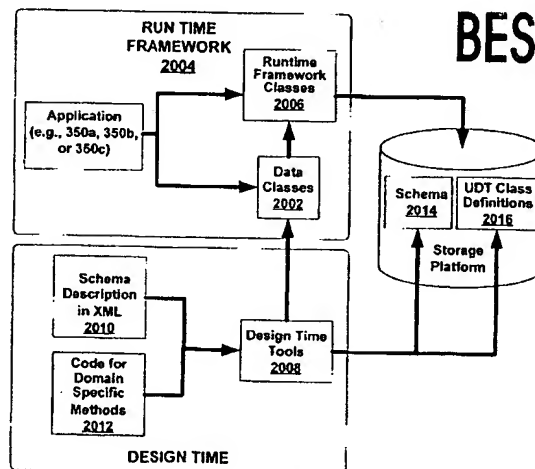 RUN TIME
FRAMEWORK
2004
BES
Runtime
Framework
Classes
2006
Application
(e.g., 350a, 350b,
or 350c)
Data
Classes
2002
Schema
2014
UDT Class
Definitions
2016
Storage
Platform
Schema
Description
in XML
2010
Design Time
Tools
2008
Code for
Domain
Specific
Methods
2012
DESIGN TIME